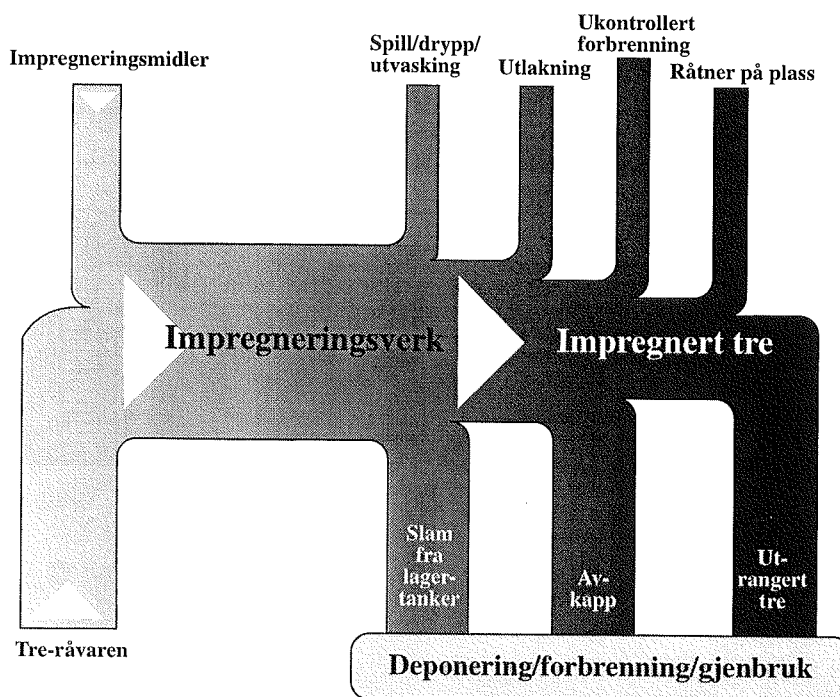 Impregneringsmidler
Spill/drypp/
utvasking
Utlakning
Ukontrollert
forbrenning
Råtner på plass
Impregneringsverk
Impregnert tre
Slam
fra
lager-
tanker
Av-
kapp
Ut-
rangert
tre
Tre-råvaren
Deponering/forbrenning/gjenbruk